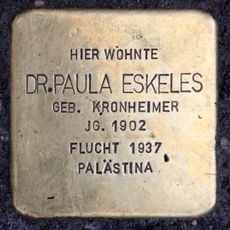 HIER WOHNTE
DR. PAULA ESKELES
GEB. KRONHEIMER
JG. 1902
FLUCHT 1937
PALÄSTINA